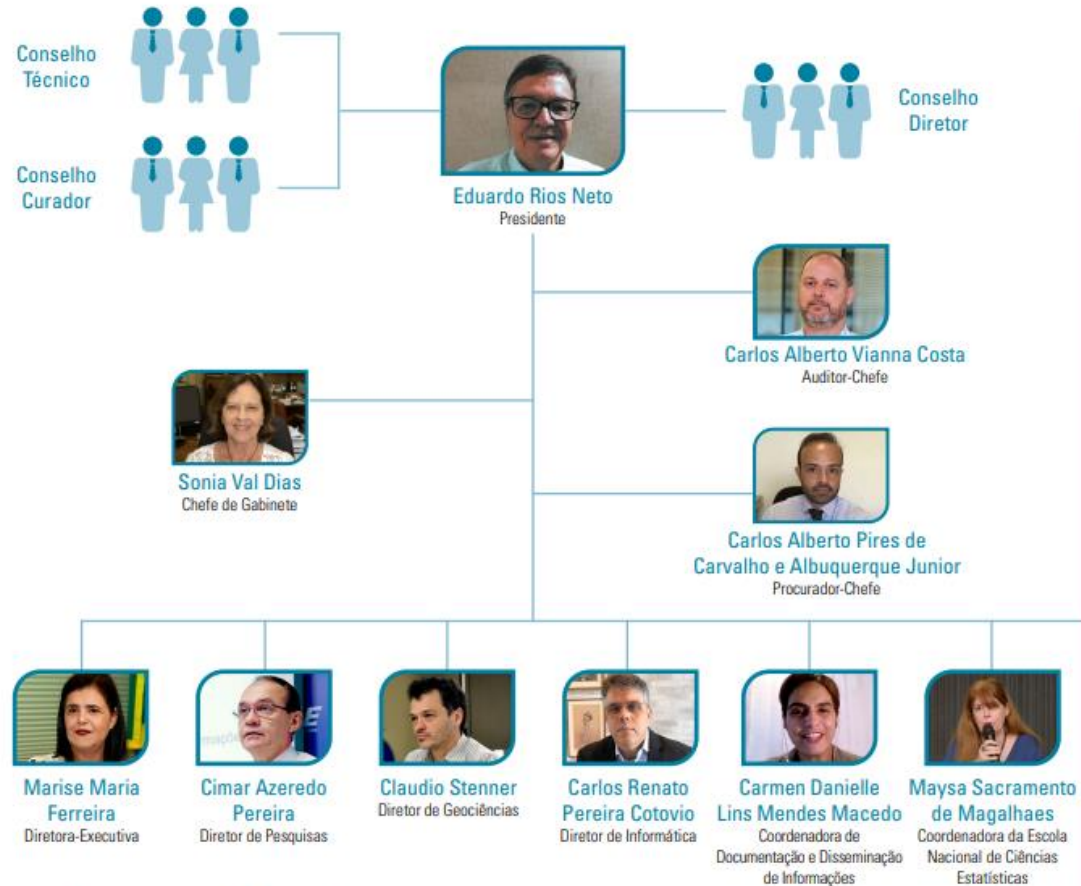 Conselho
Técnico
Conselho
Curador
Conselho
Diretor
Eduardo Rios Neto
Presidente
Carlos Alberto Vianna Costa
Auditor-Chefe
Sonia Val Dias
Chefe de Gabinete
Carlos Alberto Pires de
Carvalho e Albuquerque Junior
Procurador-Chefe
Marise Maria
Ferreira
Diretora-Executiva
Cimar Azeredo
Pereira
Diretor de Pesquisas
Claudio Stenner
Diretor de Geociências
Carlos Renato
Pereira Cotovio
Diretor de Informática
Carmen Danielle
Lins Mendes Macedo
Coordenadora de
Documentação e Disseminação
de Informações
Maysa Sacramento
de Magalhaes
Coordenadora da Escola
Nacional de Ciências
Estatísticas